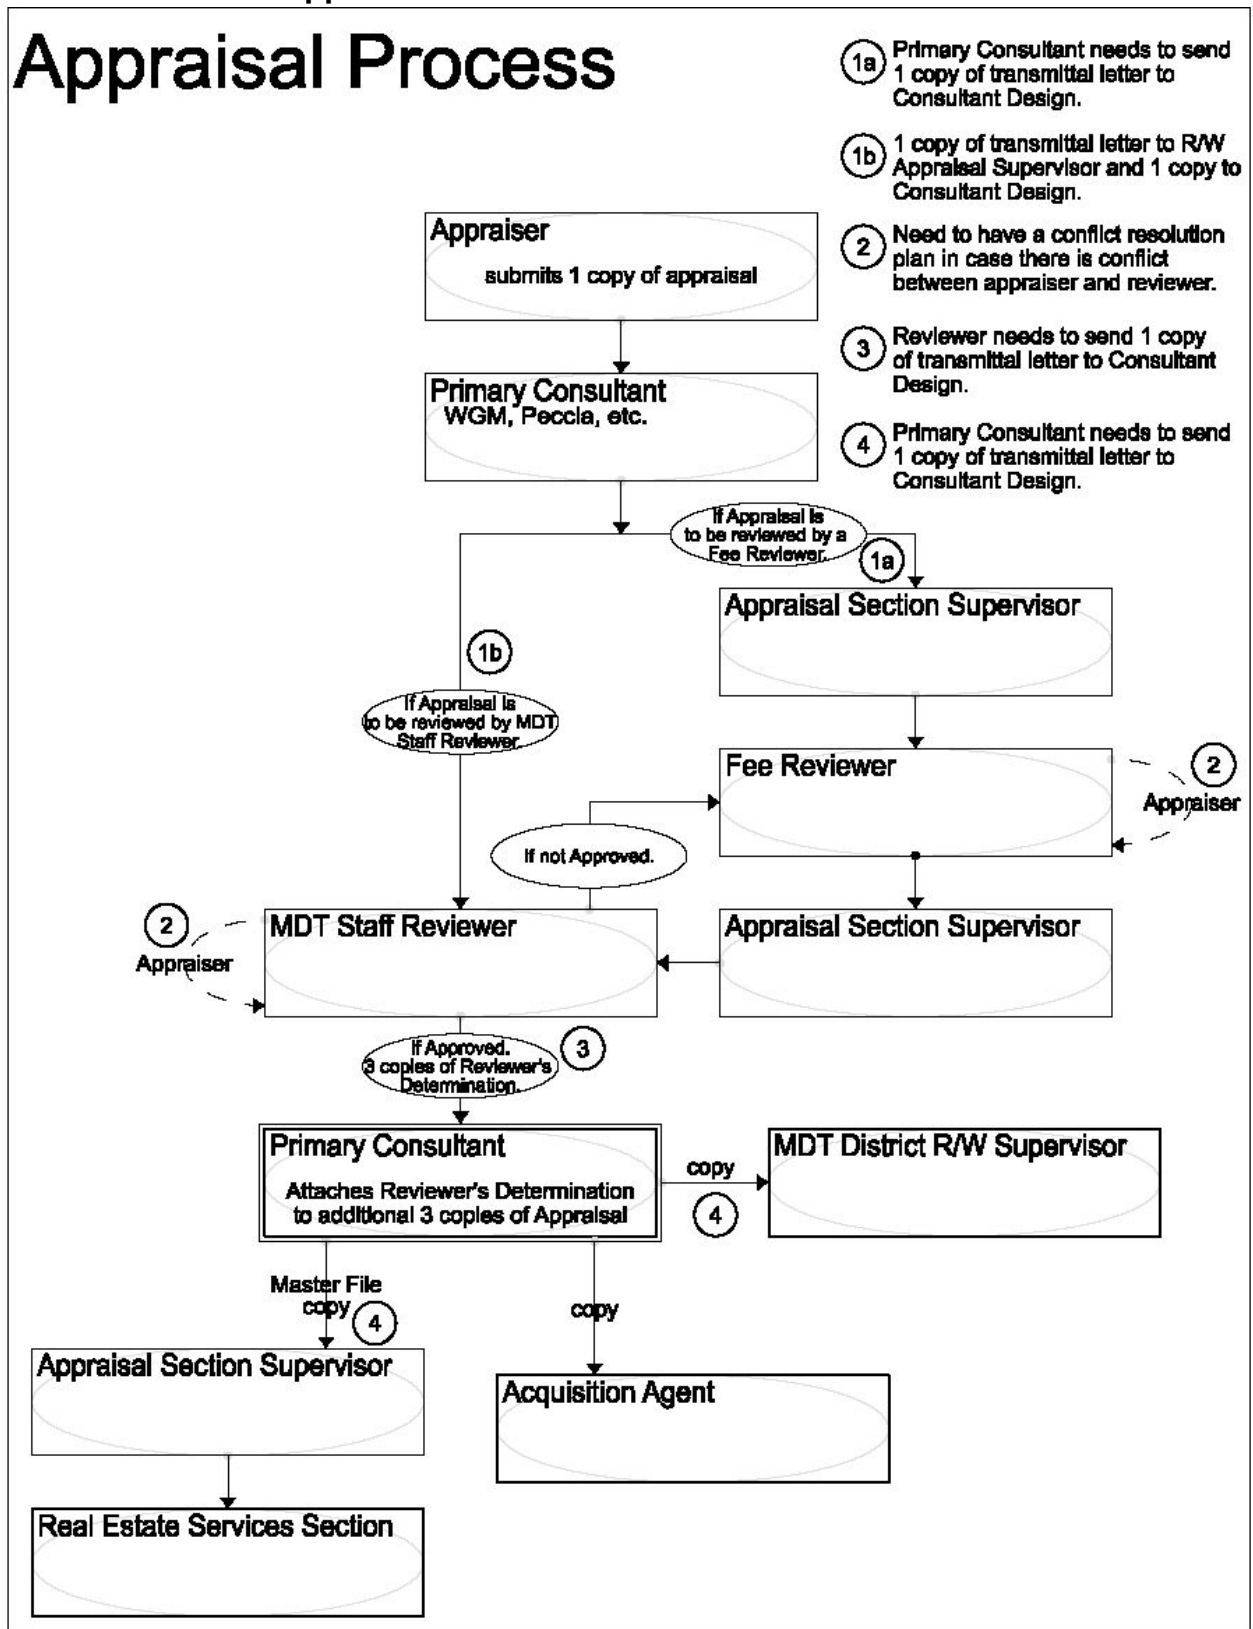 Appraisal Process
1a
Primary Consultant needs to send
1 copy of transmittal letter to
Consultant Design.
1b
1 copy of transmittal letter to R/W
Appraisal Supervisor and 1 copy to
Consultant Design.
2
Need to have a conflict resolution
plan in case there is conflict
between appraiser and reviewer.
3
Reviewer needs to send 1 copy
of transmittal letter to Consultant
Design.
4
Primary Consultant needs to send
1 copy of transmittal letter to
Consultant Design.
Appraiser
submits 1 copy of appraisal
Primary Consultant
WGM, Peccia, etc.
If Appraisal is
to be reviewed by a
Fee Reviewer.
1a
Appraisal Section Supervisor
1b
If Appraisal is
to be reviewed by MDT
Staff Reviewer.
Fee Reviewer
2
Appraiser
If not Approved.
2
Appraiser
MDT Staff Reviewer
Appraisal Section Supervisor
If Approved.
3 copies of Reviewer's
Determination.
3
Primary Consultant
Attaches Reviewer's Determination
to additional 3 copies of Appraisal
copy
4
MDT District R/W Supervisor
Master File
copy
4
copy
Appraisal Section Supervisor
Acquisition Agent
Real Estate Services Section